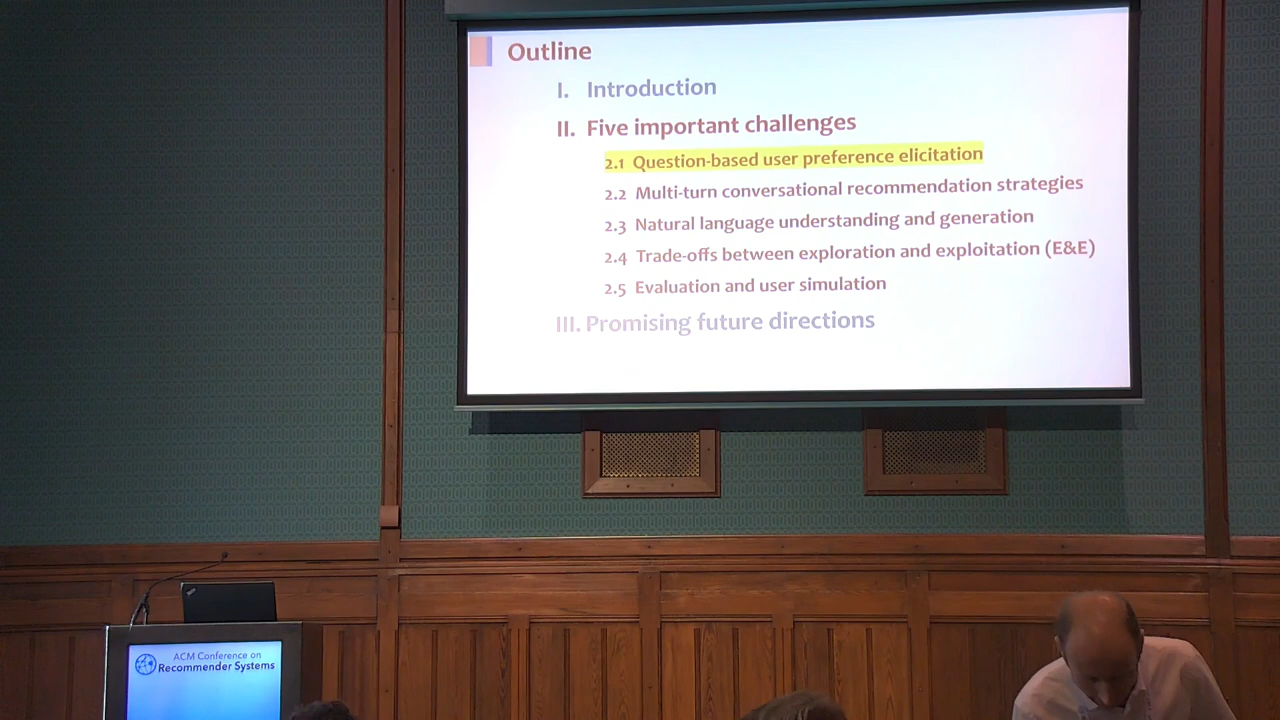 Outline
I. Introduction
II. Five important challenges
2.1 Question-based user preference elicitation
2.2 Multi-turn conversational recommendation strategies
2.3 Natural language understanding and generation
2.4 Trade-offs between exploration and exploitation (E&E)
2.5 Evaluation and user simulation
III. Promising future directions
ACM Conference on
Recommender Systems